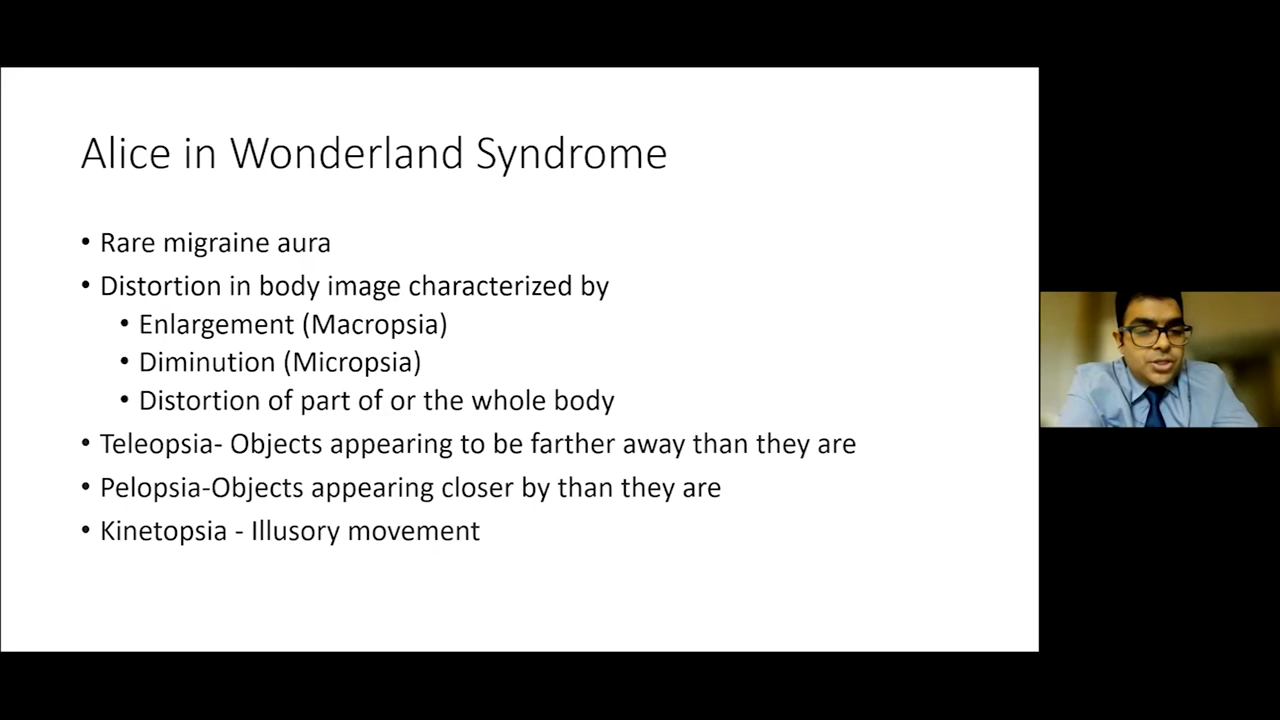 Alice in Wonderland Syndrome
• Rare migraine aura
• Distortion in body image characterized by
• Enlargement (Macropsia)
• Diminution (Micropsia)
• Distortion of part of or the whole body
• Teleopsia- Objects appearing to be farther away than they are
• Pelopsia-Objects appearing closer by than they are
• Kinetopsia - Illusory movement